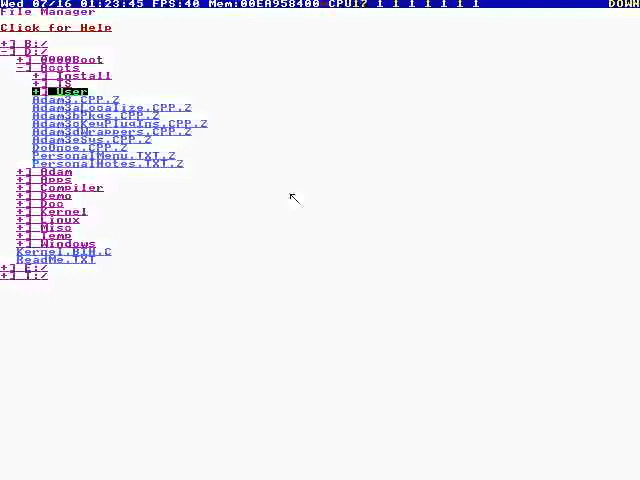 Wed 07/16 01:23:45 FPS:40 Mem:00EA958400 CPU17 1 1 1 1 1 1 1 DOWN
File Manager
Click for Help
+] B:/
-] D:/
+] 0000Boot
-] Accts
+] Install
+] TS
+] User
Adam3.CPP.Z
Adam3aLocalize.CPP.Z
Adam3bPkgs.CPP.Z
Adam3cKeyPlugIns.CPP.Z
Adam3dWrappers.CPP.Z
Adam3eSys.CPP.Z
DoOnce.CPP.Z
PersonalMenu.TXT.Z
PersonalNotes.TXT.Z
+] Adam
+] Apps
+] Compiler
+] Demo
+] Doc
+] Kernel
+] Linux
+] Misc
+] Temp
+] Windows
Kernel.BIN.C
ReadMe.TXT
+] E:/
+] T:/